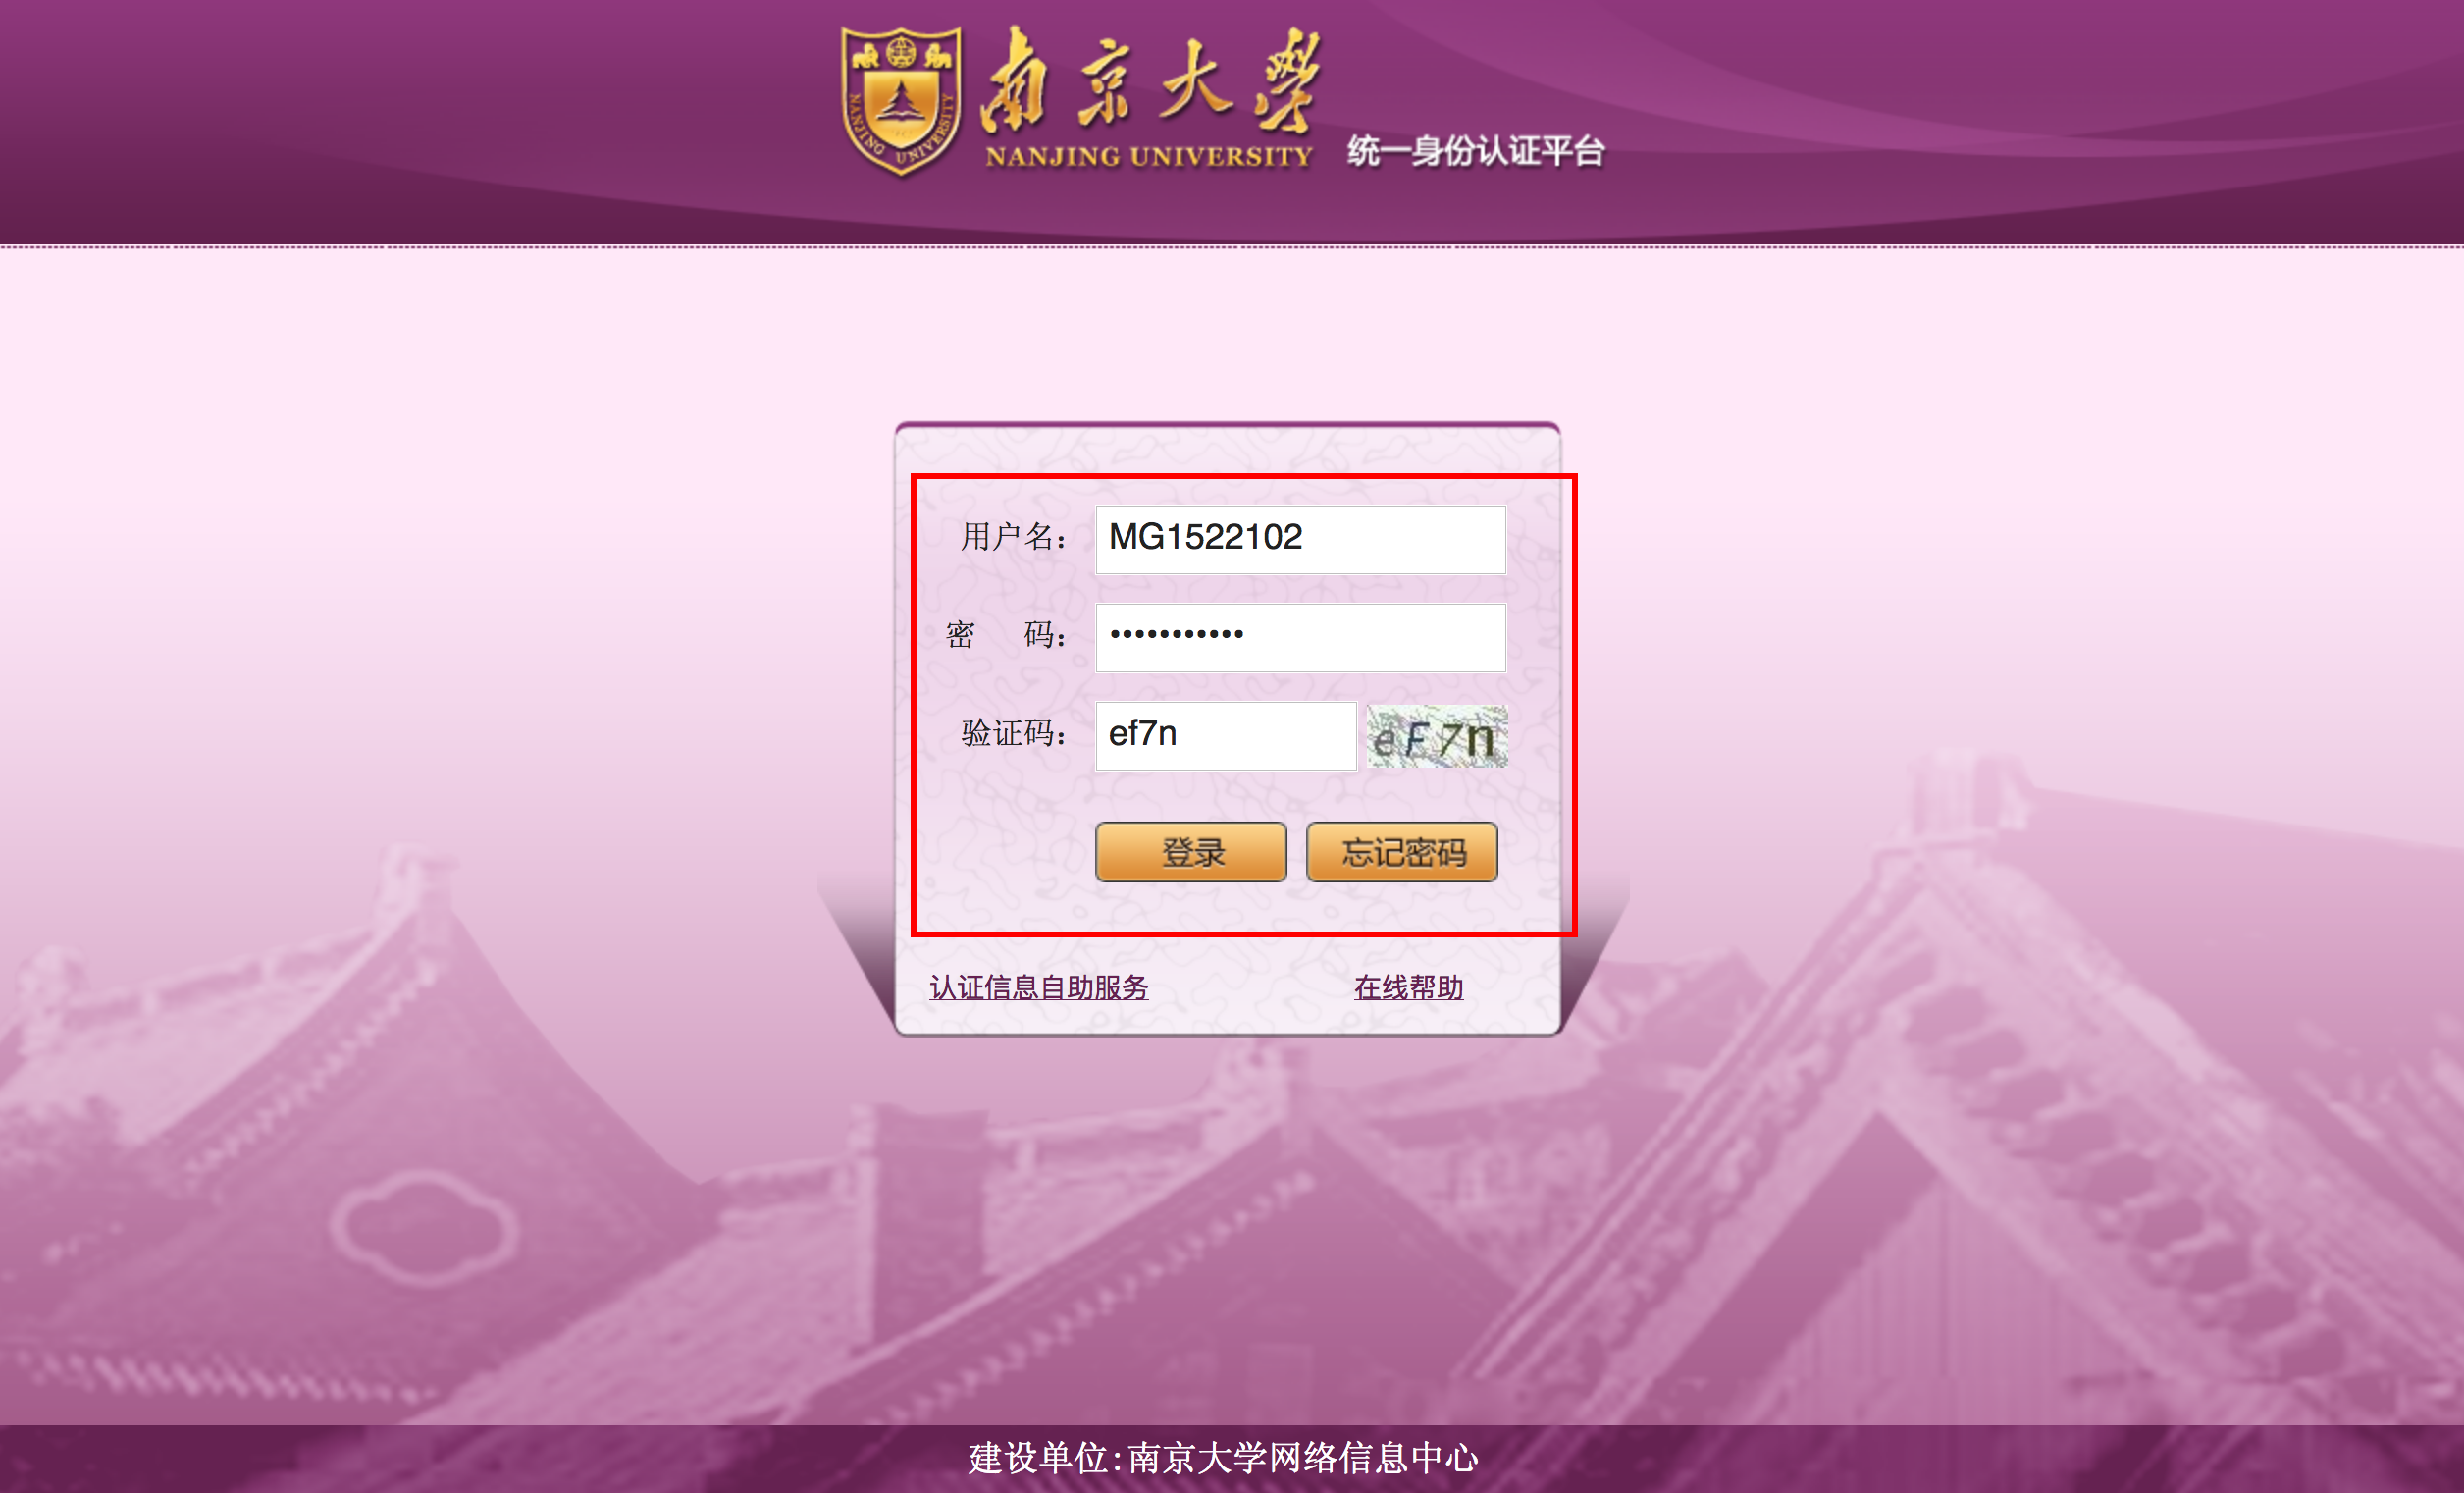 南京大學
NANJING UNIVERSITY
NANJING UNIVERSITY
统一身份认证平台
用户名： MG1522102
密 码： •••••••••••
验证码： ef7n eF7n
登录 忘记密码
认证信息自助服务 在线帮助
建设单位:南京大学网络信息中心